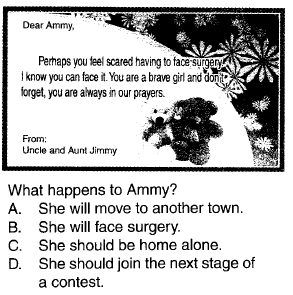 Dear Ammy,
Perhaps you feel scared having to face surgery.
I know you can face it. You are a brave girl and don't
forget, you are always in our prayers.
From:
Uncle and Aunt Jimmy
What happens to Ammy?
A. She will move to another town.
B. She will face surgery.
C. She should be home alone.
D. She should join the next stage of
a contest.